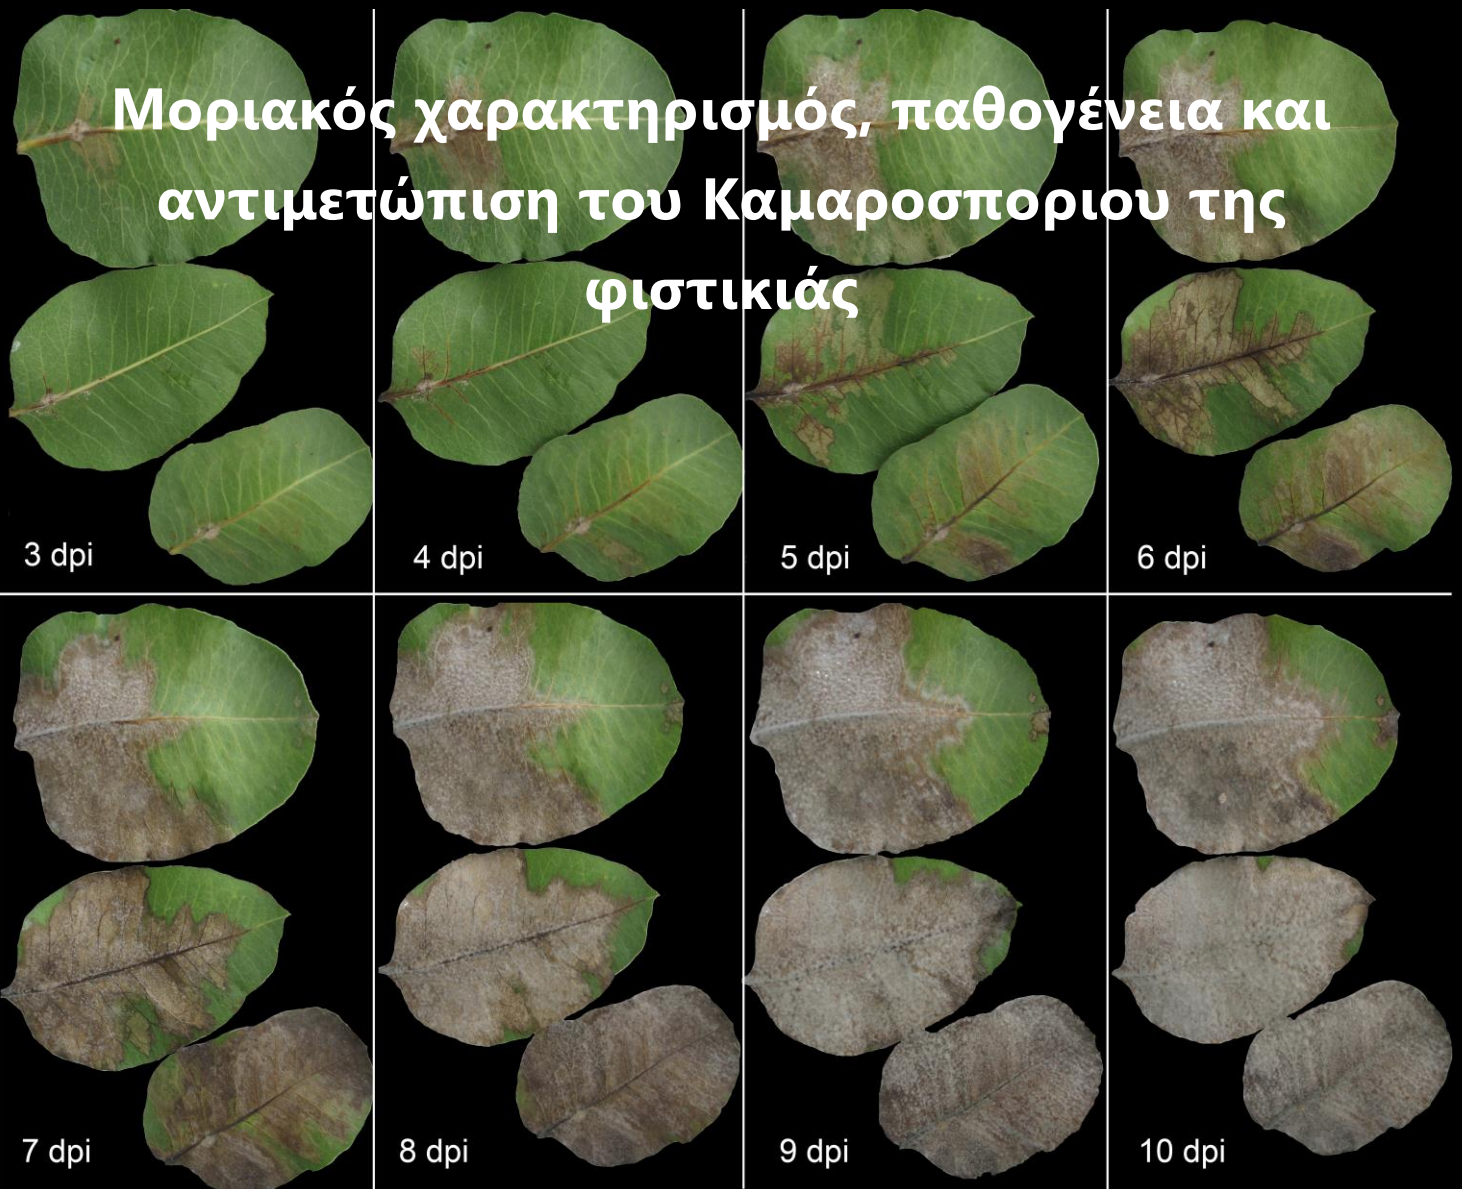 Μοριακός χαρακτηρισμός, παθογένεια και
αντιμετώπιση του Καμαροσποριου της
φιστικιάς
3 dpi
4 dpi
5 dpi
6 dpi
7 dpi
8 dpi
9 dpi
10 dpi